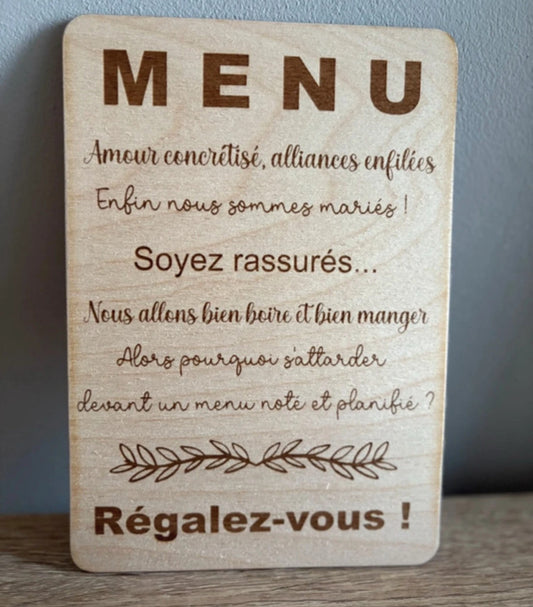 MENU
Amour concrétisé, alliances enfilées
Enfin nous sommes mariés !
Soyez rassurés...
Nous allons bien boire et bien manger
Alors pourquoi s'attarder
devant un menu noté et planifié ?
Régalez-vous !